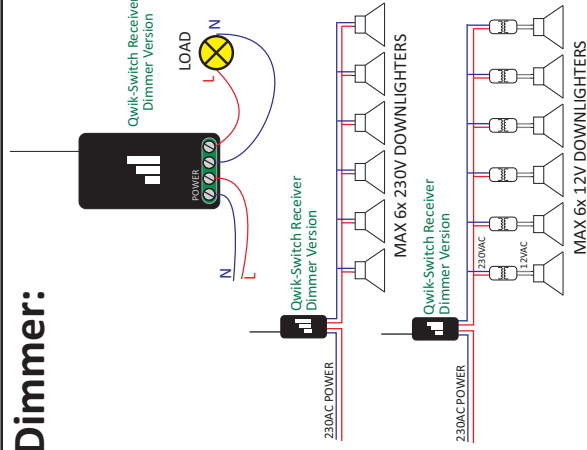 Dimmer:
Qwik-Switch Receiver
Dimmer Version
LOAD
N
L
POWER
N
L
Qwik-Switch Receiver
Dimmer Version
230AC POWER
MAX 6x 230V DOWNLIGHTERS
Qwik-Switch Receiver
Dimmer Version
230AC POWER
230VAC
12VAC
MAX 6x 12V DOWNLIGHTERS